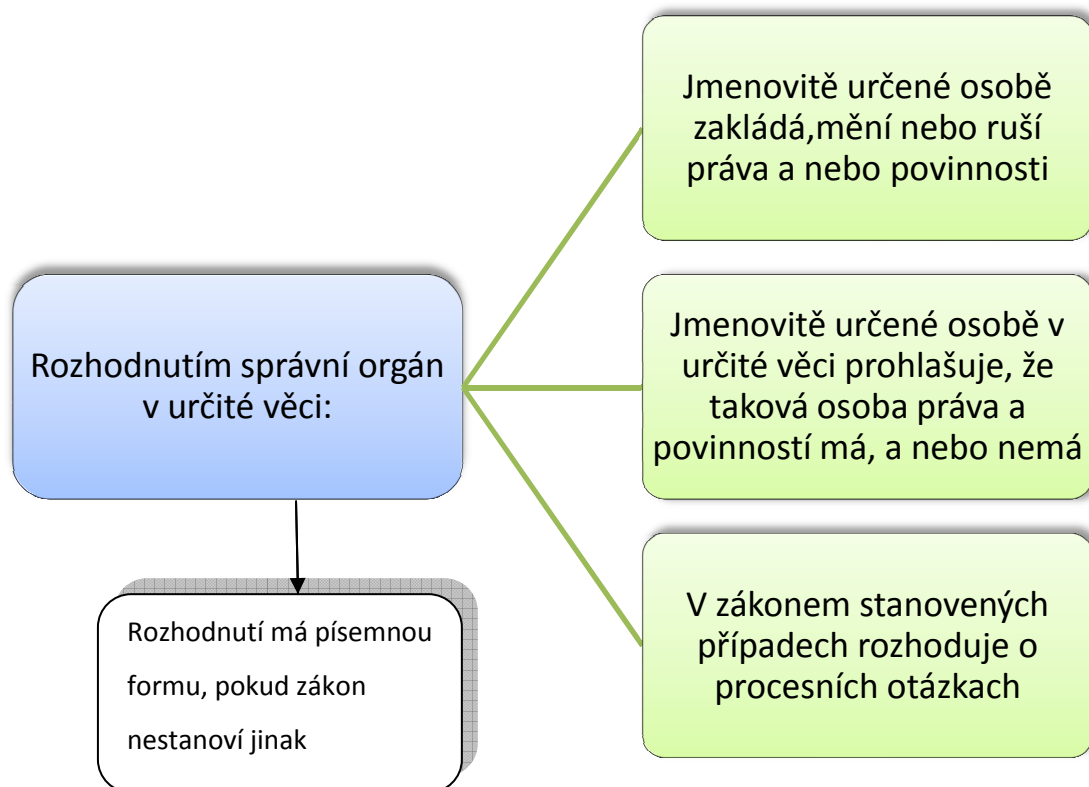 Jmenovitě určené osobě
zakládá,mění nebo ruší
práva a nebo povinnosti
Rozhodnutím správní orgán
v určité věci:
Jmenovitě určené osobě v
určité věci prohlašuje, že
taková osoba práva a
povinností má, a nebo nemá
Rozhodnutí má písemnou
formu, pokud zákon
nestanoví jinak
V zákonem stanovených
případech rozhoduje o
procesních otázkách